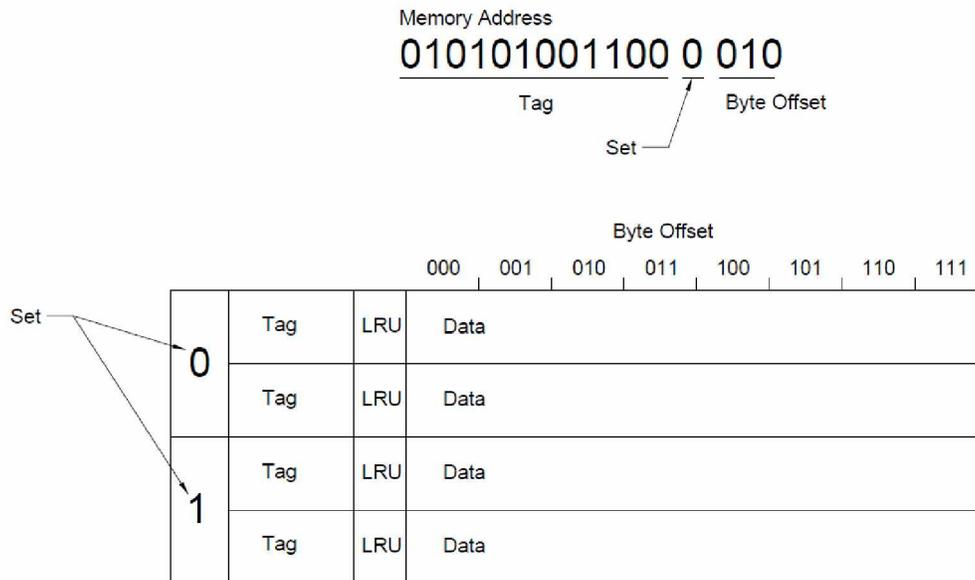 Memory Address
010101001100 0 010
Tag
Byte Offset
Set
Byte Offset
000 001 010 011 100 101 110 111
Set
0
Tag LRU Data
Tag LRU Data
1
Tag LRU Data
Tag LRU Data